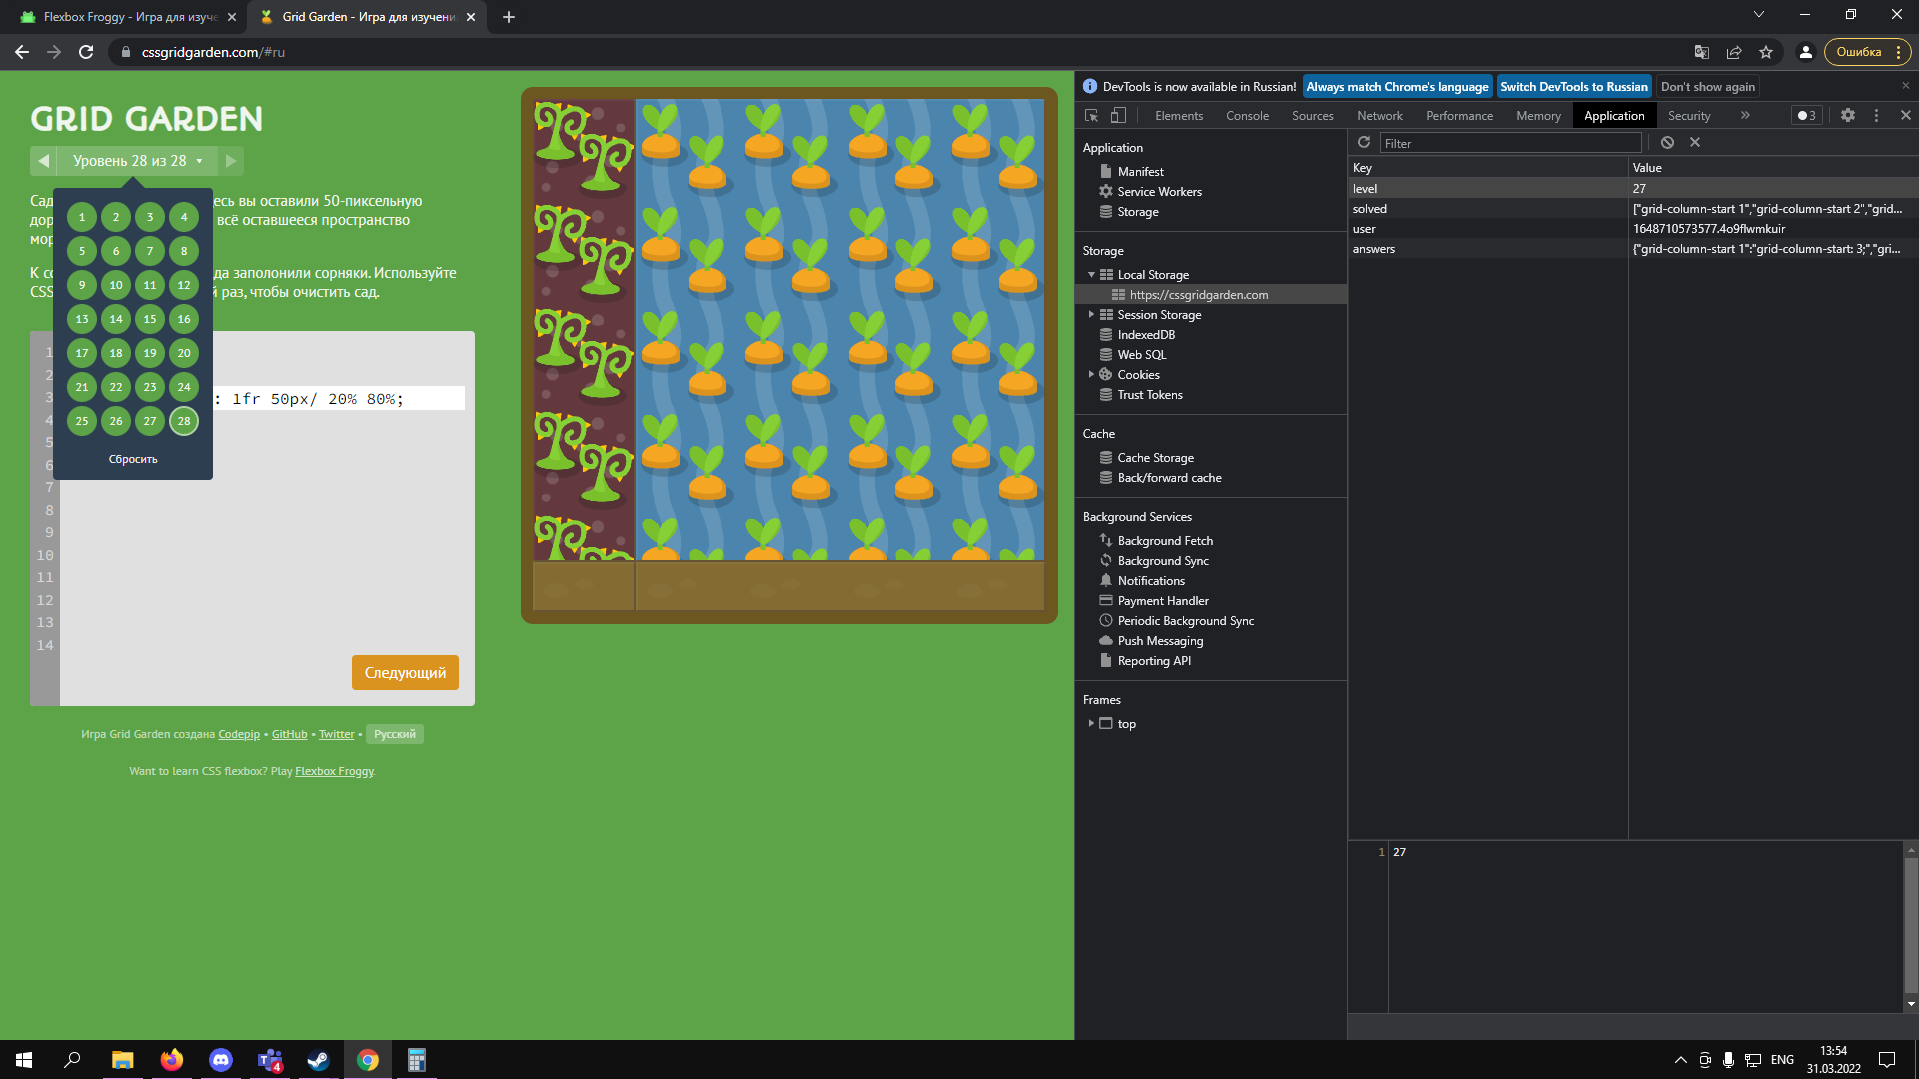 Flexbox Froggy - Игра для изуче
Grid Garden - Игра для изучени
cssgridgarden.com/#ru
Ошибка
GRID GARDEN
Уровень 28 из 28
Сад
есь вы оставили 50-пиксельную
дор
всё оставшееся пространство
мор
К со
да заполонили сорняки. Используйте
CSS
й раз, чтобы очистить сад.
1 2 3 4
5 6 7 8
9 10 11 12
13 14 15 16
17 18 19 20
21 22 23 24
25 26 27 28
Сбросить
1
2
3
: 1fr 50px/ 20% 80%;
4
5
6
7
8
9
10
11
12
13
14
Следующий
Игра Grid Garden создана Codepip • GitHub • Twitter • Русский
Want to learn CSS flexbox? Play Flexbox Froggy.
DevTools is now available in Russian! Always match Chrome's language Switch DevTools to Russian Don't show again
Elements Console Sources Network Performance Memory Application Security » 3
Application
Manifest
Service Workers
Storage
Storage
Local Storage
https://cssgridgarden.com
Session Storage
IndexedDB
Web SQL
Cookies
Trust Tokens
Cache
Cache Storage
Back/forward cache
Background Services
Background Fetch
Background Sync
Notifications
Payment Handler
Periodic Background Sync
Push Messaging
Reporting API
Frames
top
Filter
Key Value
level 27
solved ["grid-column-start 1","grid-column-start 2","grid...
user 1648710573577.4o9flwmkuir
answers {"grid-column-start 1":"grid-column-start: 3;","gri...
1 27
4
ENG
13:54
31.03.2022